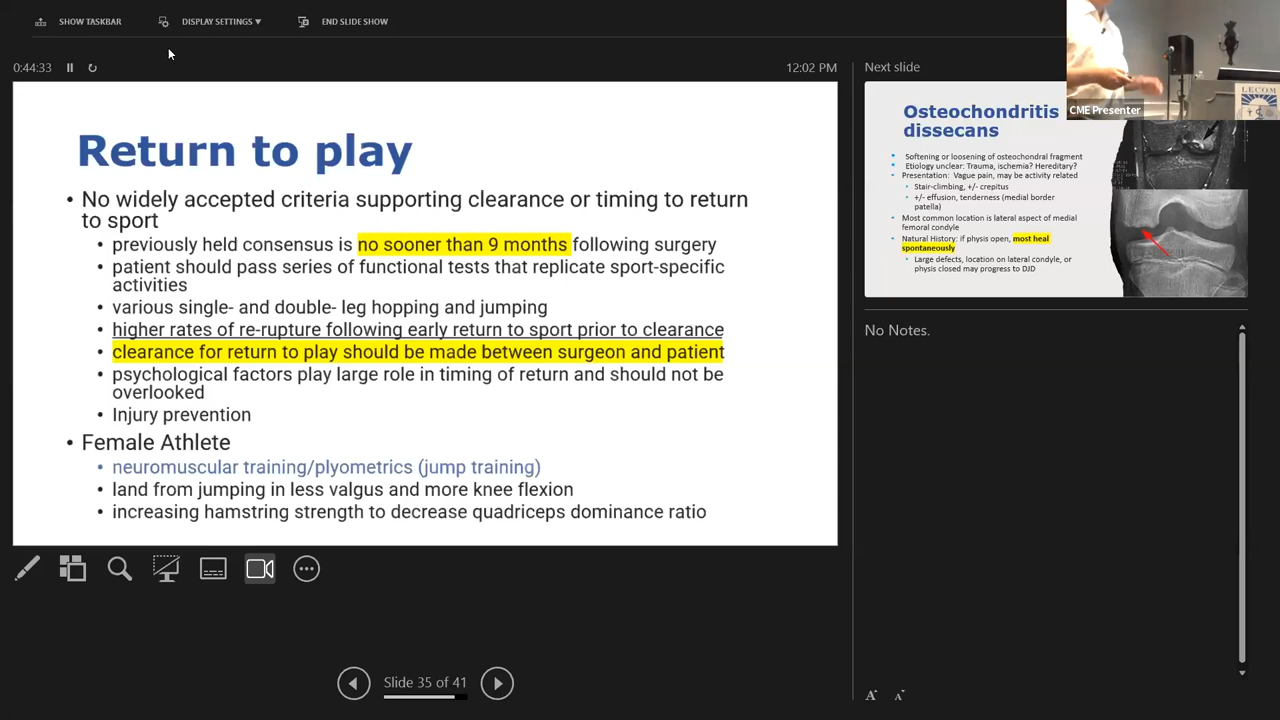 SHOW TASKBAR
DISPLAY SETTINGS ▾
END SLIDE SHOW
0:44:33
12:02 PM
Return to play
• No widely accepted criteria supporting clearance or timing to return
to sport
• previously held consensus is no sooner than 9 months following surgery
• patient should pass series of functional tests that replicate sport-specific
activities
• various single- and double- leg hopping and jumping
• higher rates of re-rupture following early return to sport prior to clearance
• clearance for return to play should be made between surgeon and patient
• psychological factors play large role in timing of return and should not be
overlooked
• Injury prevention
• Female Athlete
• neuromuscular training/plyometrics (jump training)
• land from jumping in less valgus and more knee flexion
• increasing hamstring strength to decrease quadriceps dominance ratio
Slide 35 of 41
Next slide
CME Presenter
LECOM
Osteochondritis
dissecans
• Softening or loosening of osteochondral fragment
• Etiology unclear: Trauma, ischemia? Hereditary?
• Presentation: Vague pain, may be activity related
• Stair-climbing, +/- crepitus
• +/- effusion, tenderness (medial border
patella)
• Most common location is lateral aspect of medial
femoral condyle
• Natural History: if physis open, most heal
spontaneously
• Large defects, location on lateral condyle, or
physis closed may progress to DJD
No Notes.
A A